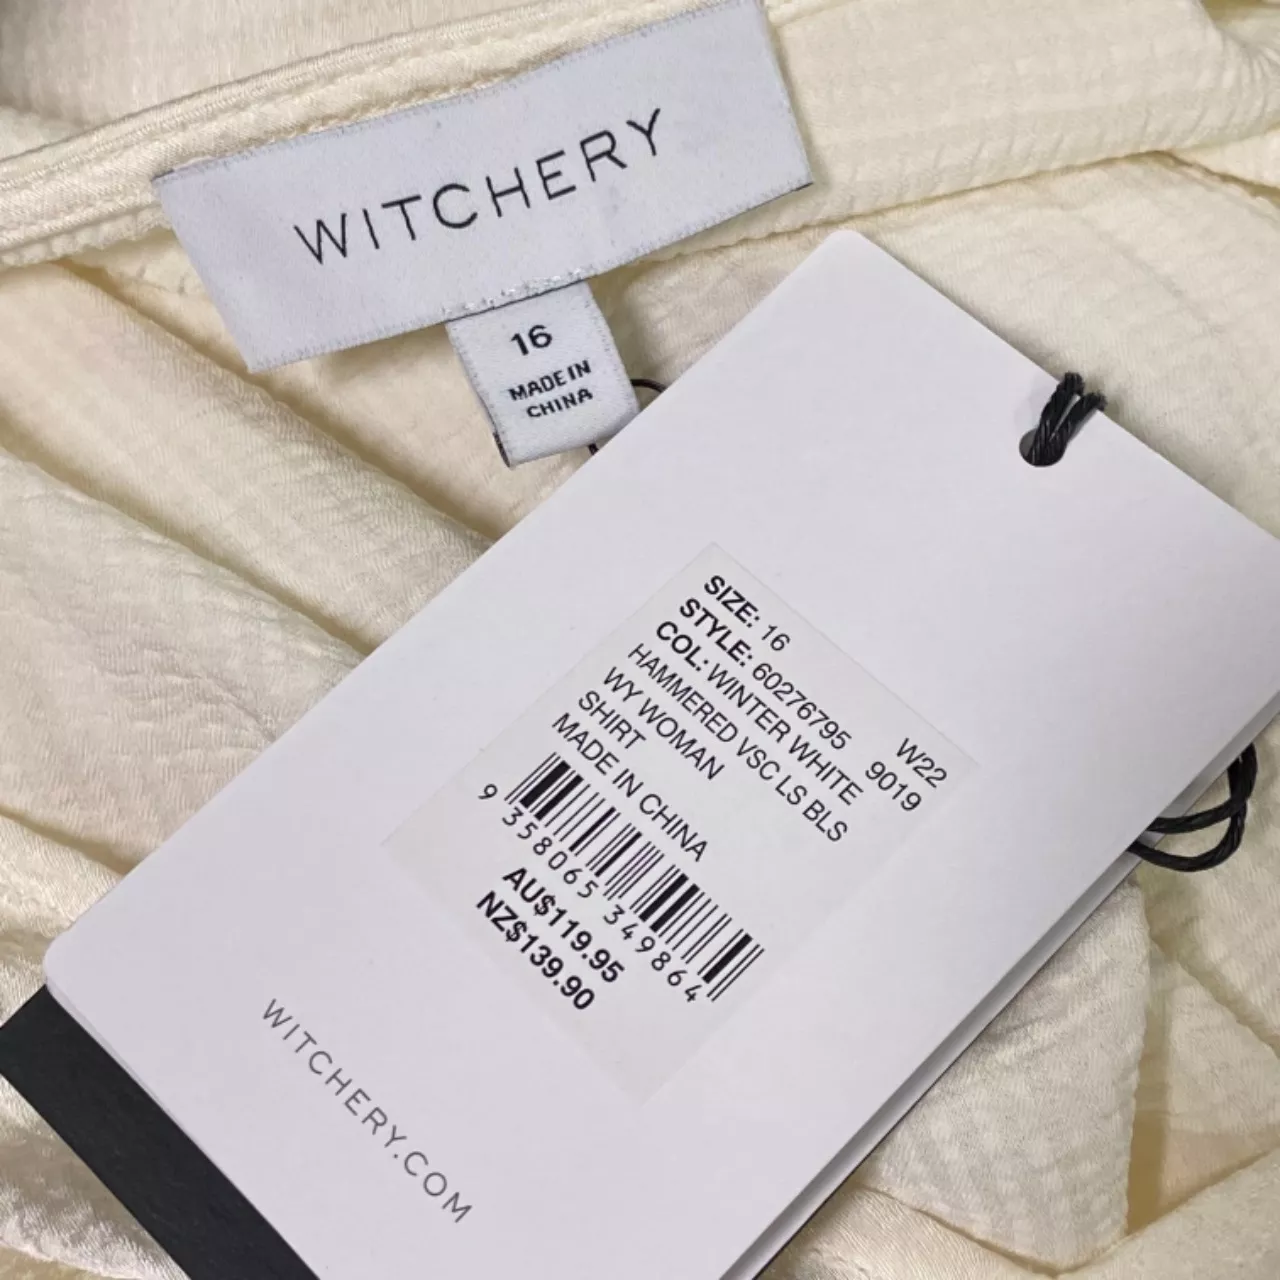 WITCHERY
16
MADE IN
CHINA
SIZE: 16
STYLE: 60276795 W22
COL: WINTER WHITE 9019
HAMMERED VSC LS BLS
WY WOMAN
SHIRT
MADE IN CHINA
9 358065 349864
AU$119.95
NZ$139.90
WITCHERY.COM